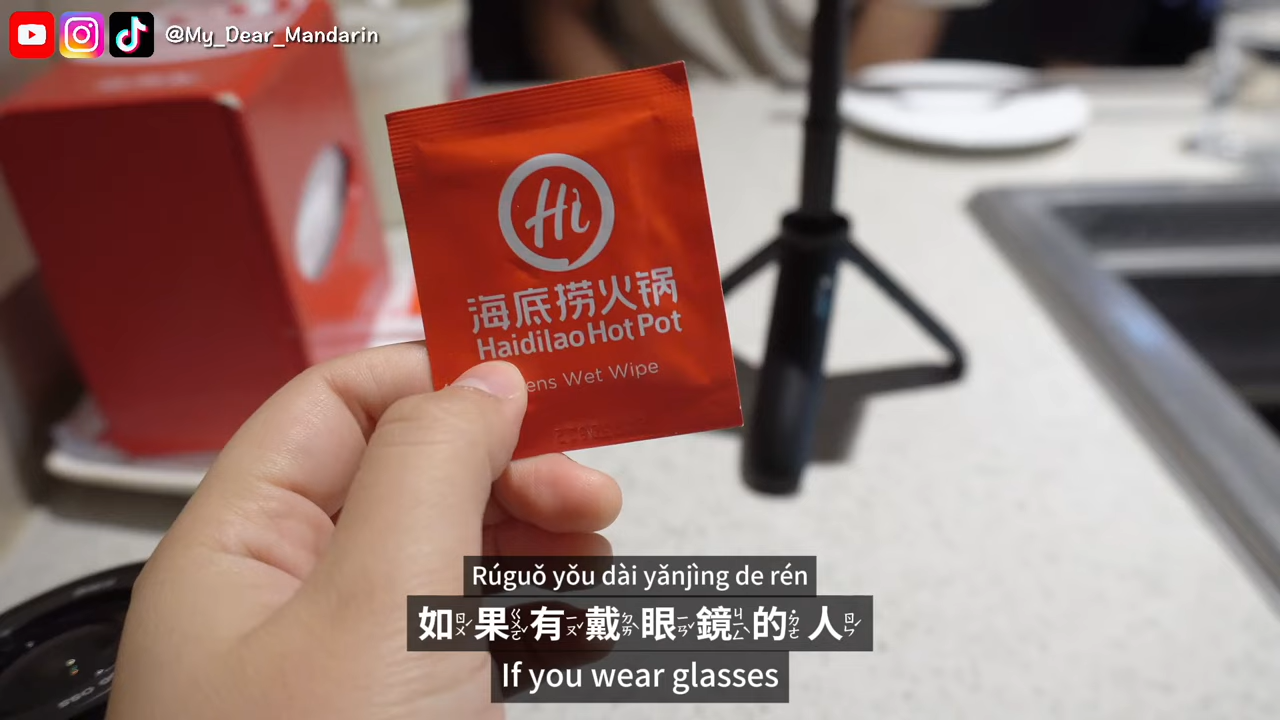 @My_Dear_Mandarin
Hi
海底捞火锅
Haidilao Hot Pot
Wet Wipe
Rúguǒ yǒu dài yǎnjìng de rén
如果有戴眼鏡的人
If you wear glasses